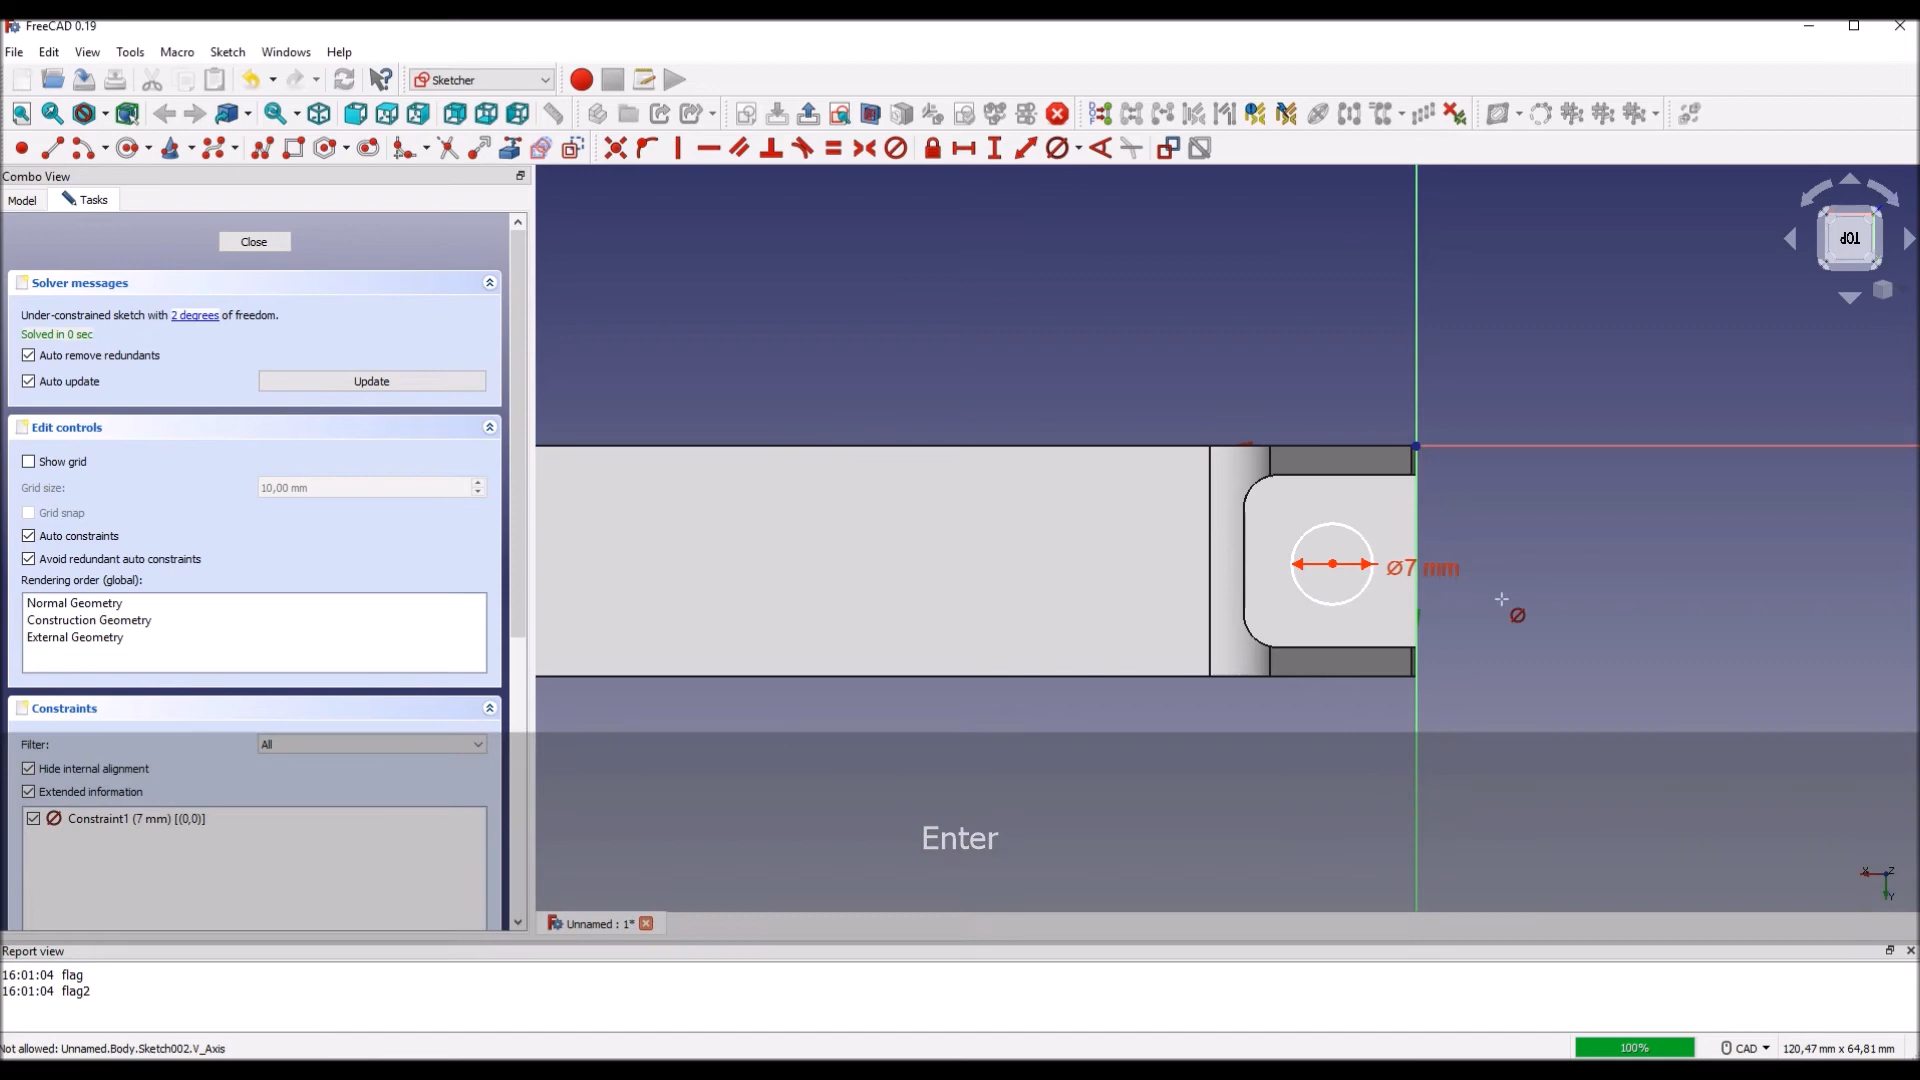 FreeCAD 0.19
File Edit View Tools Macro Sketch Windows Help
Sketcher
Combo View
Model Tasks
Close
Solver messages
Under-constrained sketch with 2 degrees of freedom.
Solved in 0 sec
Auto remove redundants
Auto update Update
Edit controls
Show grid
Grid size: 10,00 mm
Grid snap
Auto constraints
Avoid redundant auto constraints
Rendering order (global):
Normal Geometry
Construction Geometry
External Geometry
Constraints
Filter: All
Hide internal alignment
Extended information
Constraint1 (7 mm) [(0,0)]
TOP
⌀7 mm
Enter
X Z
Y
Unnamed : 1*
Report view
16:01:04 flag
16:01:04 flag2
Not allowed: Unnamed.Body.Sketch002.V_Axis
100% CAD 120,47 mm x 64,81 mm